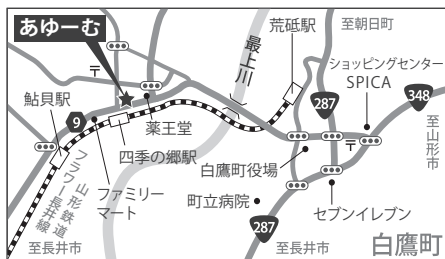 あゆーむ
荒砥駅
至朝日町
最上川
ショッピングセンター
SPICA
348
〒
鮎貝駅
287
9
薬王堂
至山形市
四季の郷駅
白鷹町役場
〒
山形鉄道
フラワー長井線
ファミリー
マート
町立病院
セブンイレブン
287
至長井市
至長井市
白鷹町